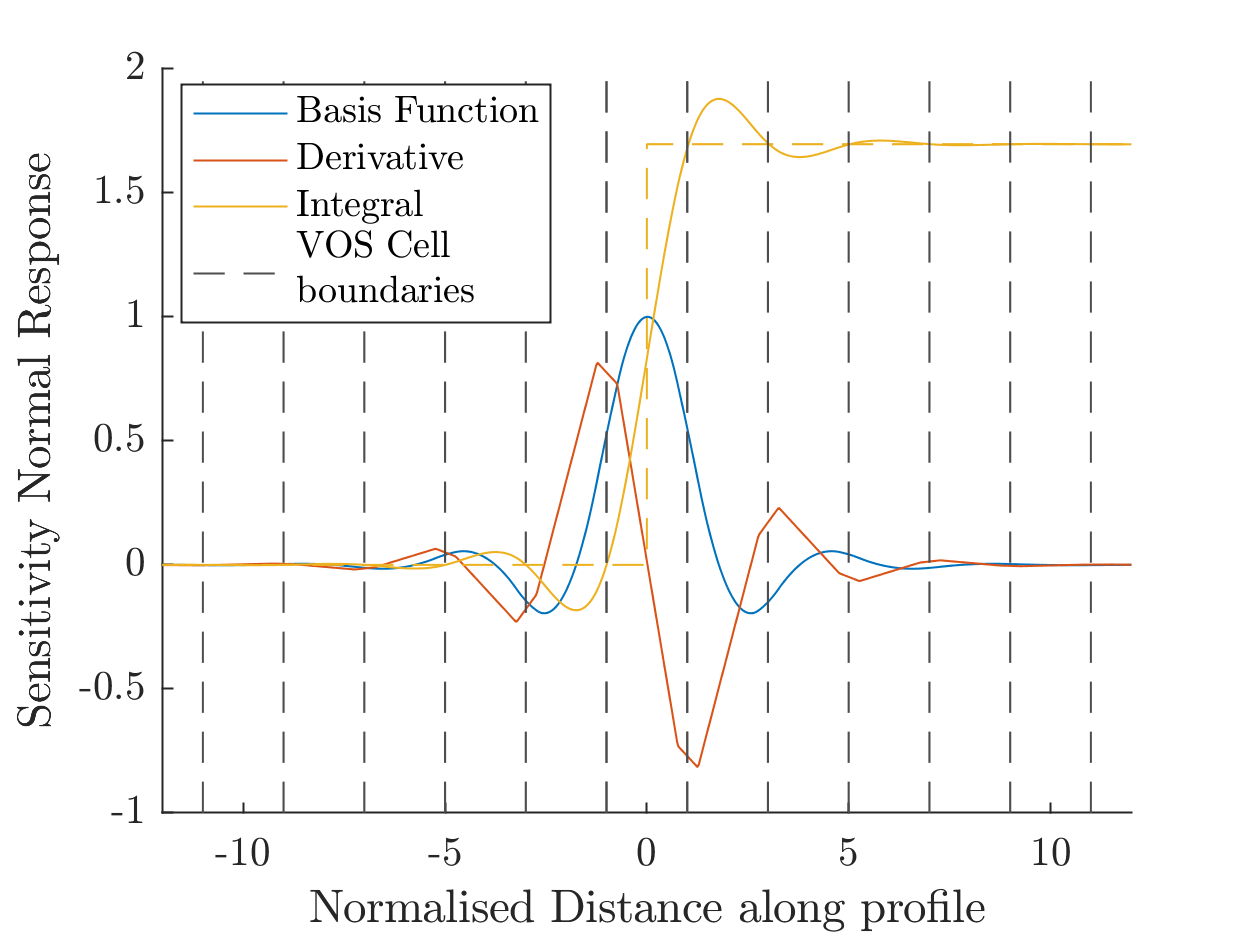 2
1.5
1
0.5
0
-0.5
-1
Sensitivity Normal Response
Basis Function
Derivative
Integral
VOS Cell
boundaries
-10
-5
0
5
10
Normalised Distance along profile